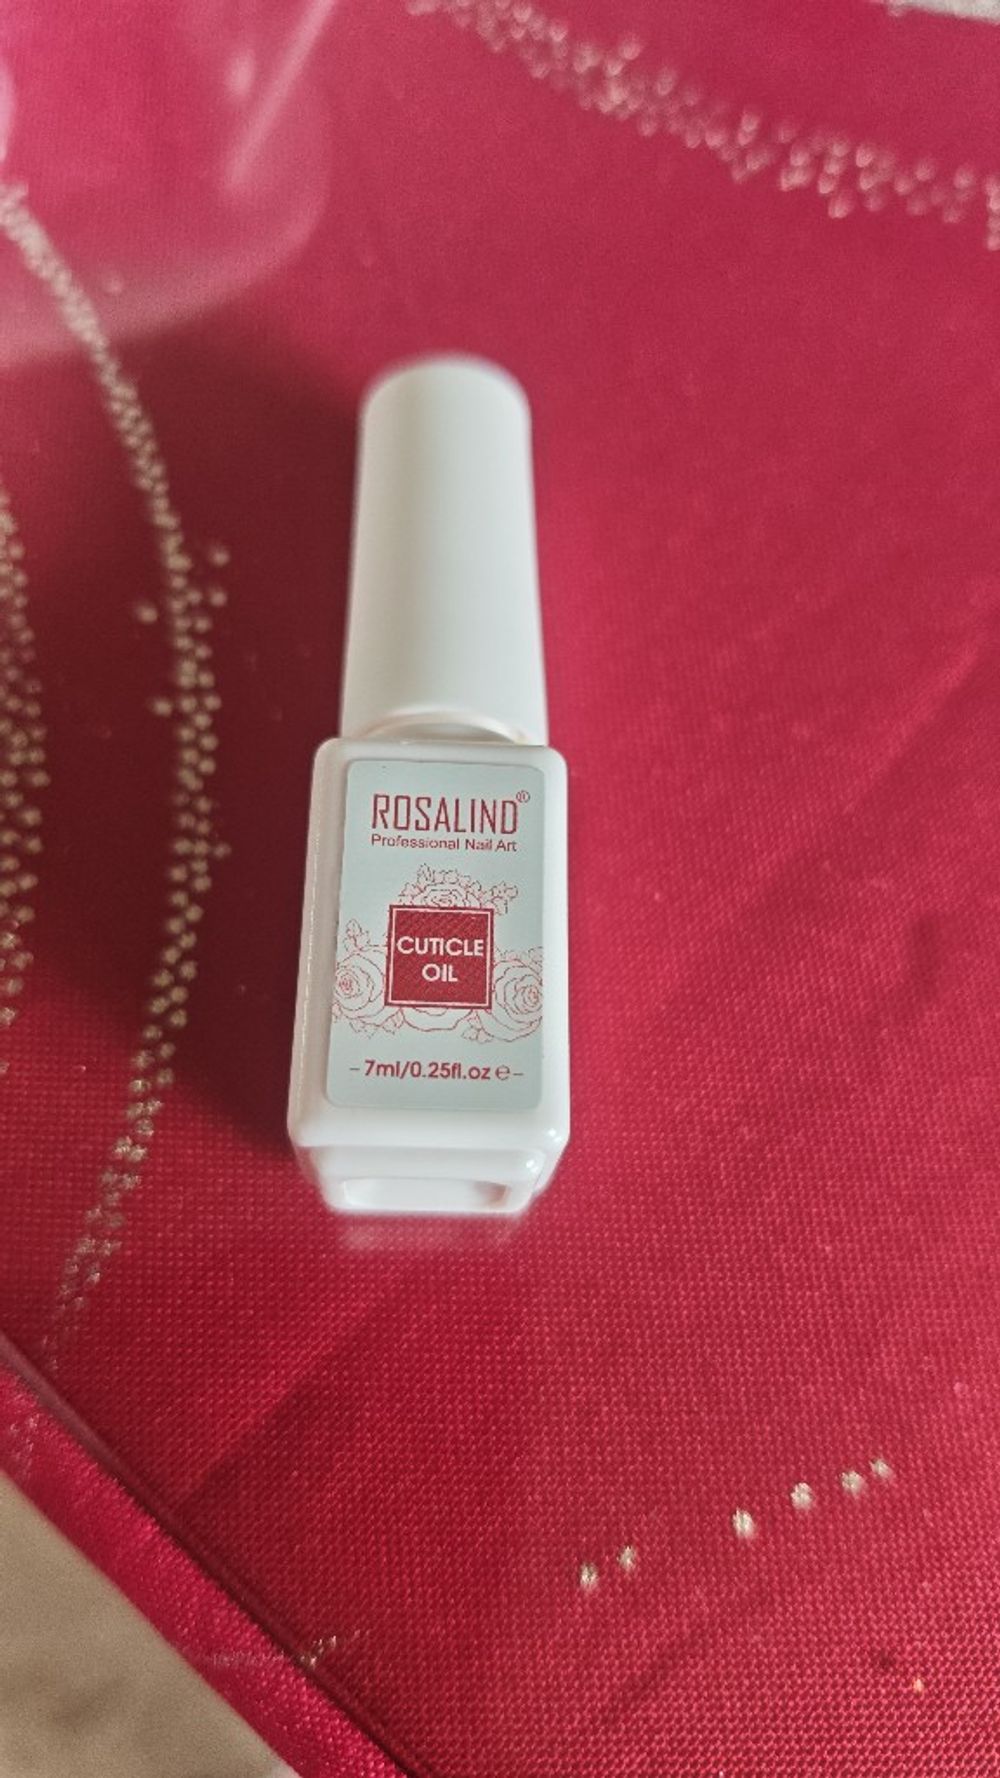 ROSALIND®
Professional Nail Art
CUTICLE
OIL
- 7ml/0.25fl.oz ℮ -